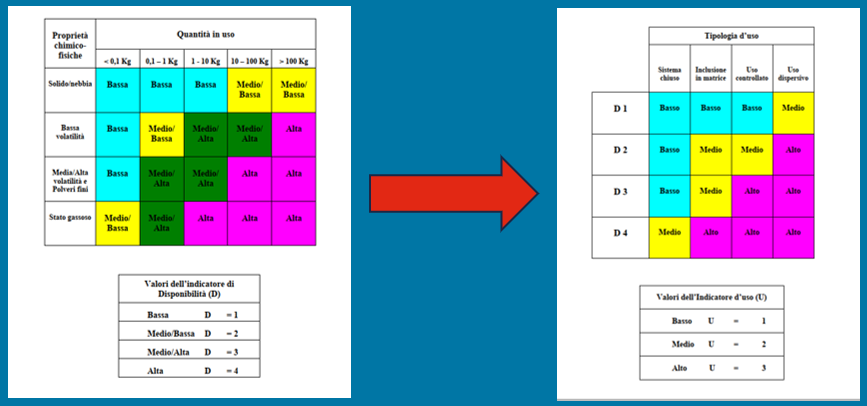 Proprietà chimico-fisiche Quantità in uso
< 0,1 Kg 0,1 – 1 Kg 1 - 10 Kg 10 – 100 Kg > 100 Kg
Solido/nebbia Bassa Bassa Bassa Medio/Bassa Medio/Bassa
Bassa volatilità Bassa Medio/Bassa Medio/Alta Medio/Alta Alta
Media/Alta volatilità e Polveri fini Bassa Medio/Alta Medio/Alta Alta Alta
Stato gassoso Medio/Bassa Medio/Alta Alta Alta Alta
Valori dell'indicatore di
Disponibilità (D)
Bassa D = 1
Medio/Bassa D = 2
Medio/Alta D = 3
Alta D = 4
Tipologia d'uso
Sistema chiuso Inclusione in matrice Uso controllato Uso dispersivo
D 1 Basso Basso Basso Medio
D 2 Basso Medio Medio Alto
D 3 Basso Medio Alto Alto
D 4 Medio Alto Alto Alto
Valori dell'Indicatore d'uso (U)
Basso U = 1
Medio U = 2
Alto U = 3